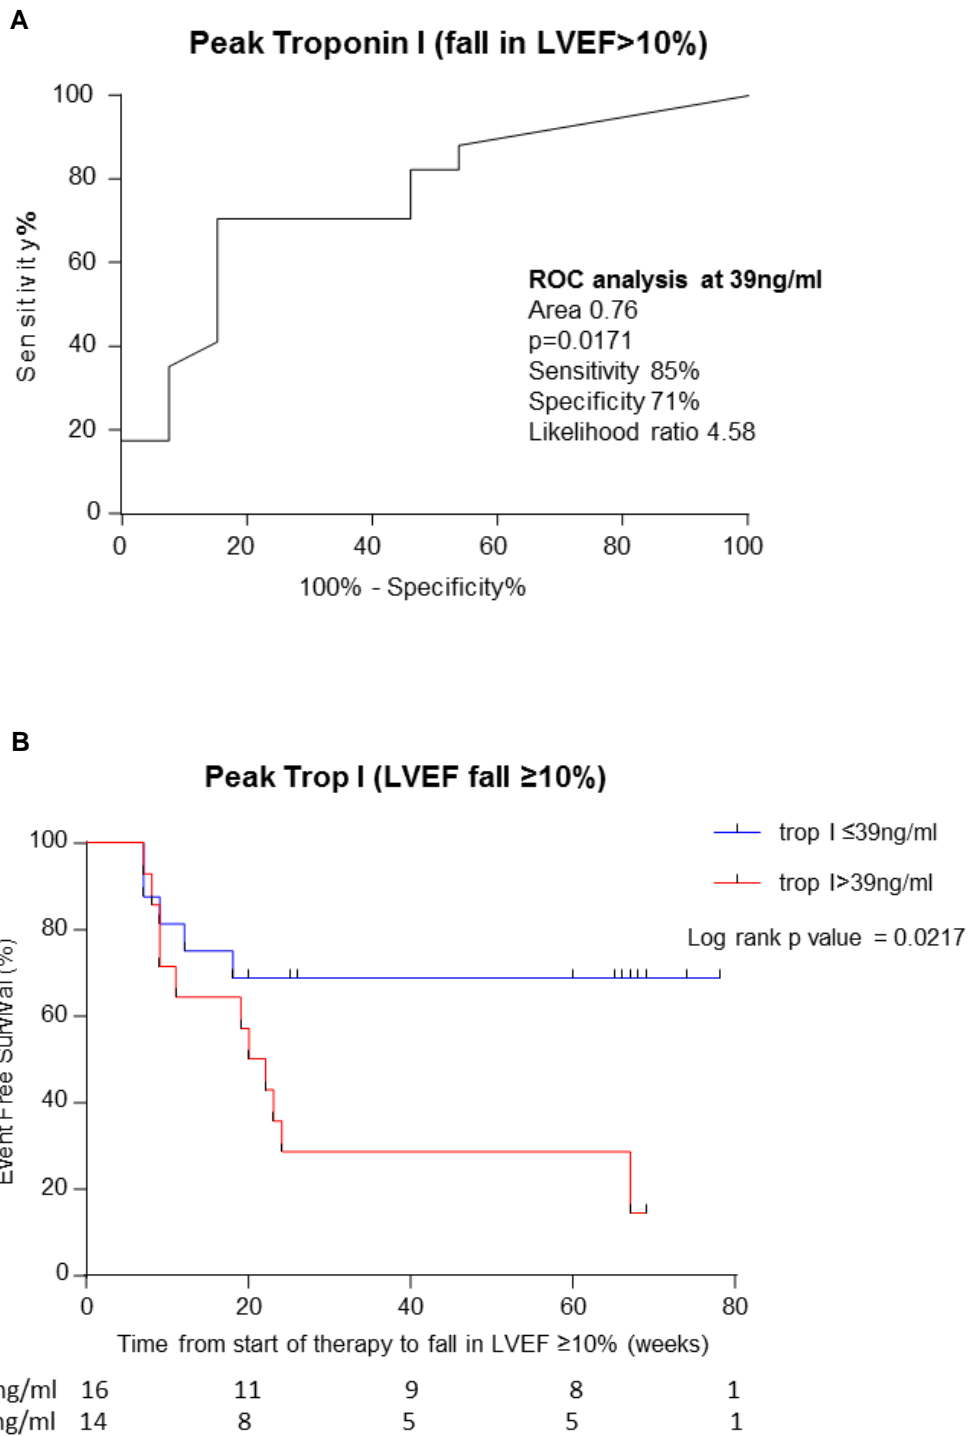 A
Peak Troponin I (fall in LVEF>10%)
100
80
60
40
20
0
Sensitivity%
ROC analysis at 39ng/ml
Area 0.76
p=0.0171
Sensitivity 85%
Specificity 71%
Likelihood ratio 4.58
0 20 40 60 80 100
100% - Specificity%
B
Peak Trop I (LVEF fall ≥10%)
trop I ≤39ng/ml
trop I>39ng/ml
Log rank p value = 0.0217
100
80
60
40
20
0
Event Free Survival (%)
0 20 40 60 80
Time from start of therapy to fall in LVEF ≥10% (weeks)
ng/ml 16 11 9 8 1
ng/ml 14 8 5 5 1